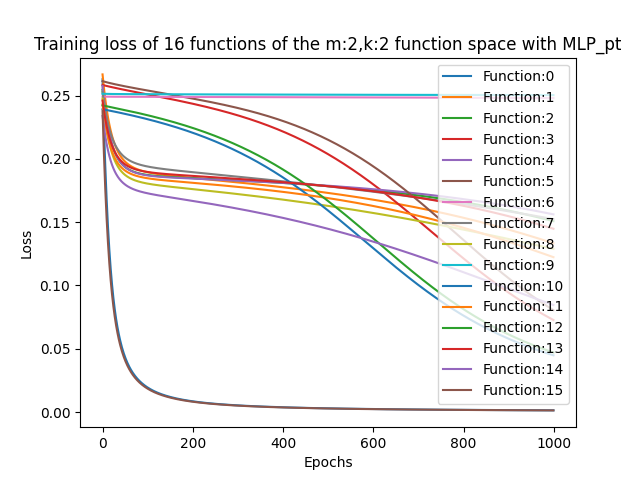 Training loss of 16 functions of the m:2,k:2 function space with MLP_pt
0.25
0.20
0.15
0.10
0.05
0.00
Loss
0
200
400
600
800
1000
Epochs
Function:0
Function:1
Function:2
Function:3
Function:4
Function:5
Function:6
Function:7
Function:8
Function:9
Function:10
Function:11
Function:12
Function:13
Function:14
Function:15